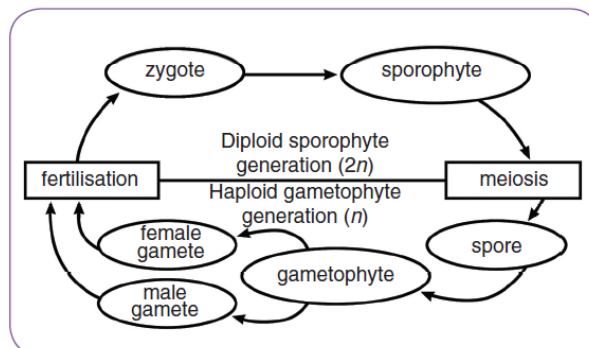 zygote
sporophyte
Diploid sporophyte
generation (2n)
fertilisation
meiosis
Haploid gametophyte
generation (n)
female
gamete
spore
gametophyte
male
gamete